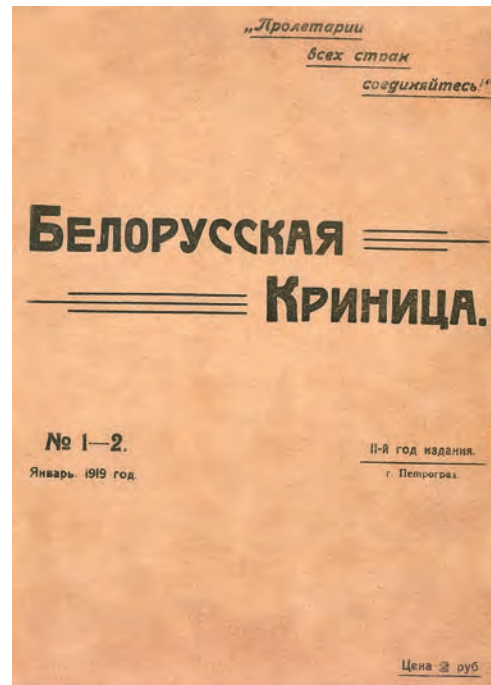 „Пролетарии
всех стран
соединяйтесь!“
БЕЛОРУССКАЯ
КРИНИЦА.
№ 1—2.
Январь 1919 год.
II-й год издания.
г. Петроград.
Цена 2 руб